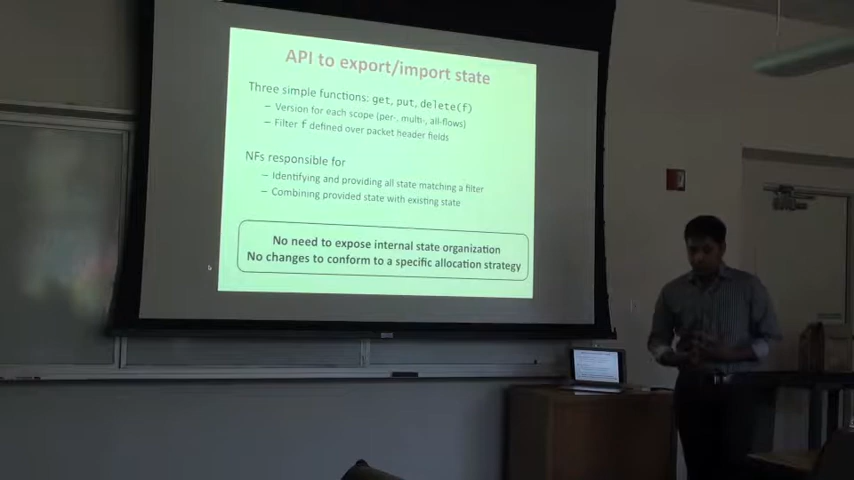 API to export/import state
Three simple functions: get, put, delete(f)
– Version for each scope (per-, multi-, all-flows)
– Filter f defined over packet header fields
NFs responsible for
– Identifying and providing all state matching a filter
– Combining provided state with existing state
No need to expose internal state organization
No changes to conform to a specific allocation strategy